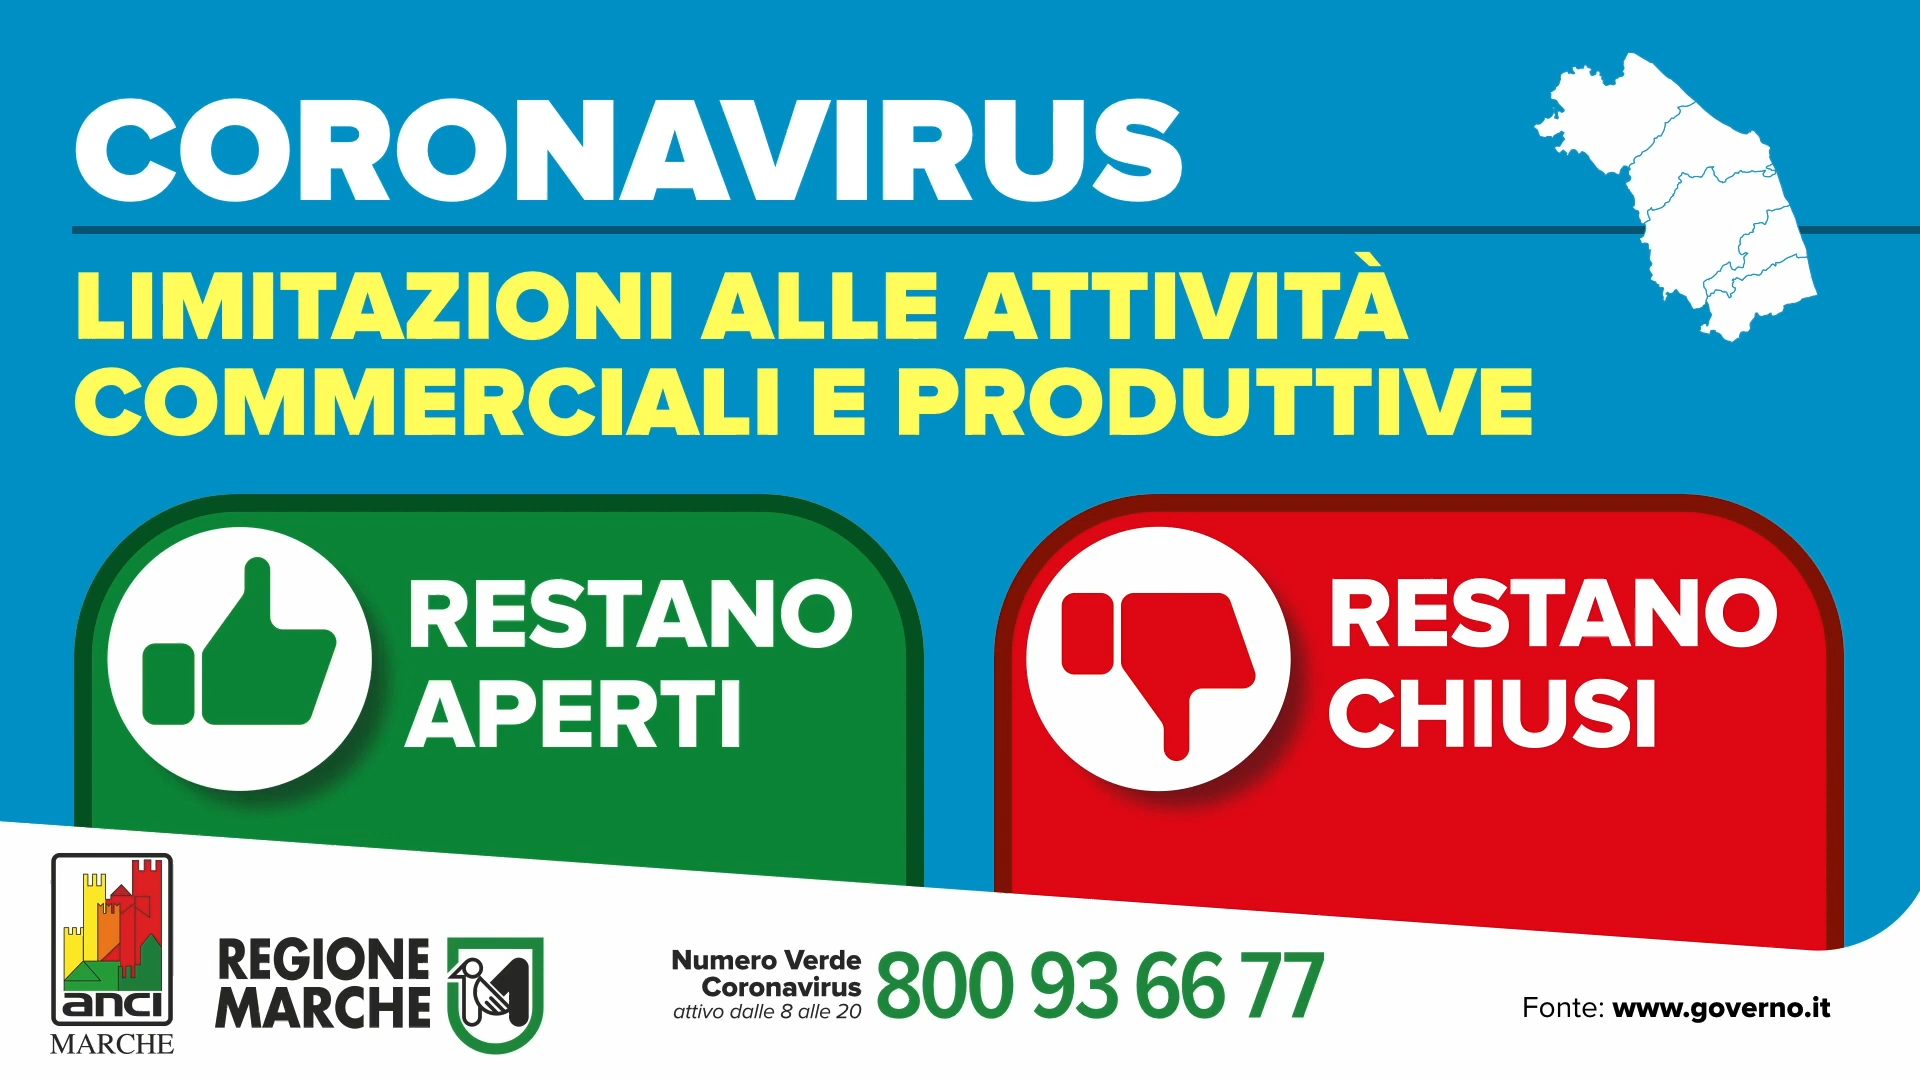 CORONAVIRUS
LIMITAZIONI ALLE ATTIVITÀ
COMMERCIALI E PRODUTTIVE
RESTANO
APERTI
RESTANO
CHIUSI
anci
MARCHE
REGIONE
MARCHE
Numero Verde
Coronavirus
attivo dalle 8 alle 20
800 93 66 77
Fonte: www.governo.it